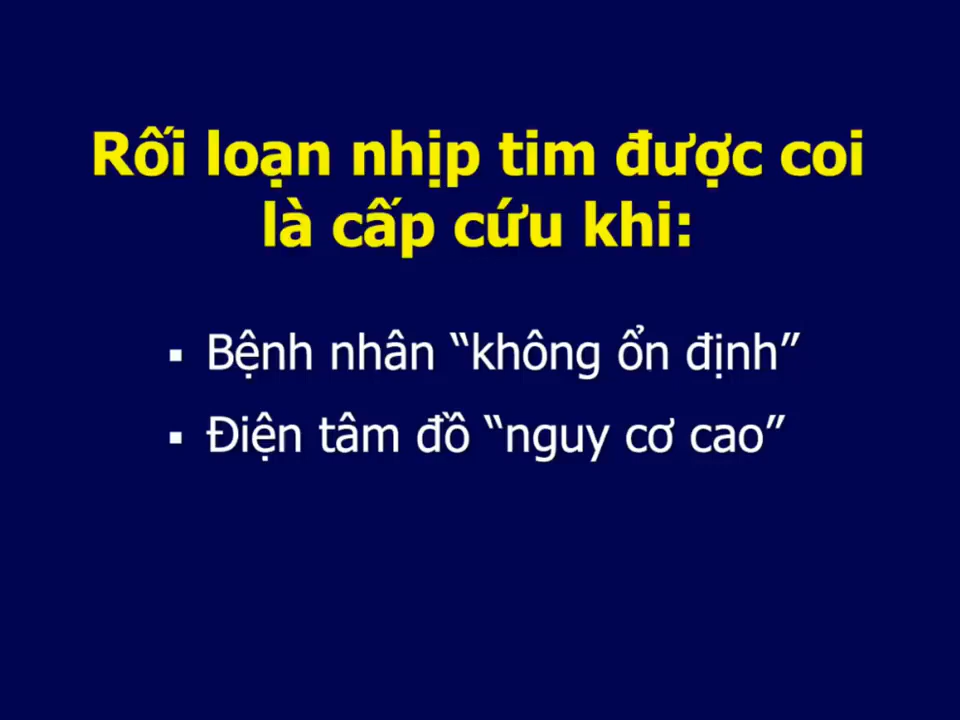 Rối loạn nhịp tim được coi
là cấp cứu khi:
▪ Bệnh nhân “không ổn định”
▪ Điện tâm đồ “nguy cơ cao”